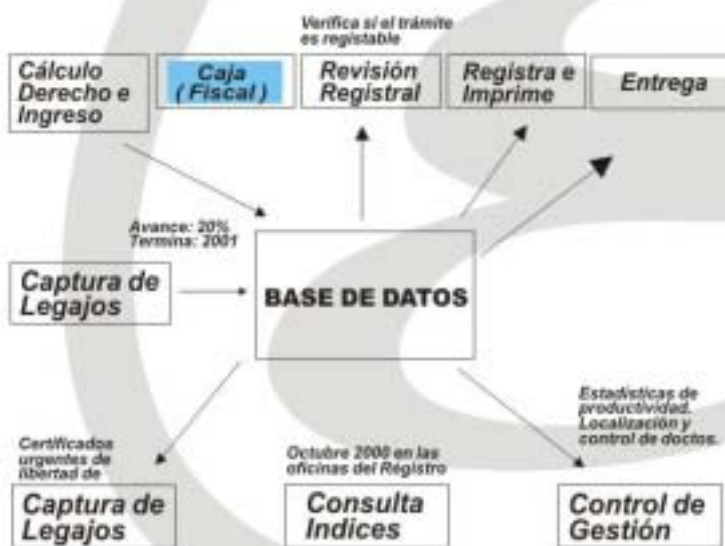 Verifica si el trámite
es registable
Cálculo
Derecho e
Ingreso
Caja
(Fiscal)
Revisión
Registral
Registra e
Imprime
Entrega
Avance: 20%
Termina: 2001
Captura de
Legajos
BASE DE DATOS
Certificados
urgentes de
libertad de
Captura de
Legajos
Octubre 2000 en las
oficinas del Régistro
Consulta
Indices
Estadísticas de
productividad.
Localización y
control de doctos.
Control de
Gestión